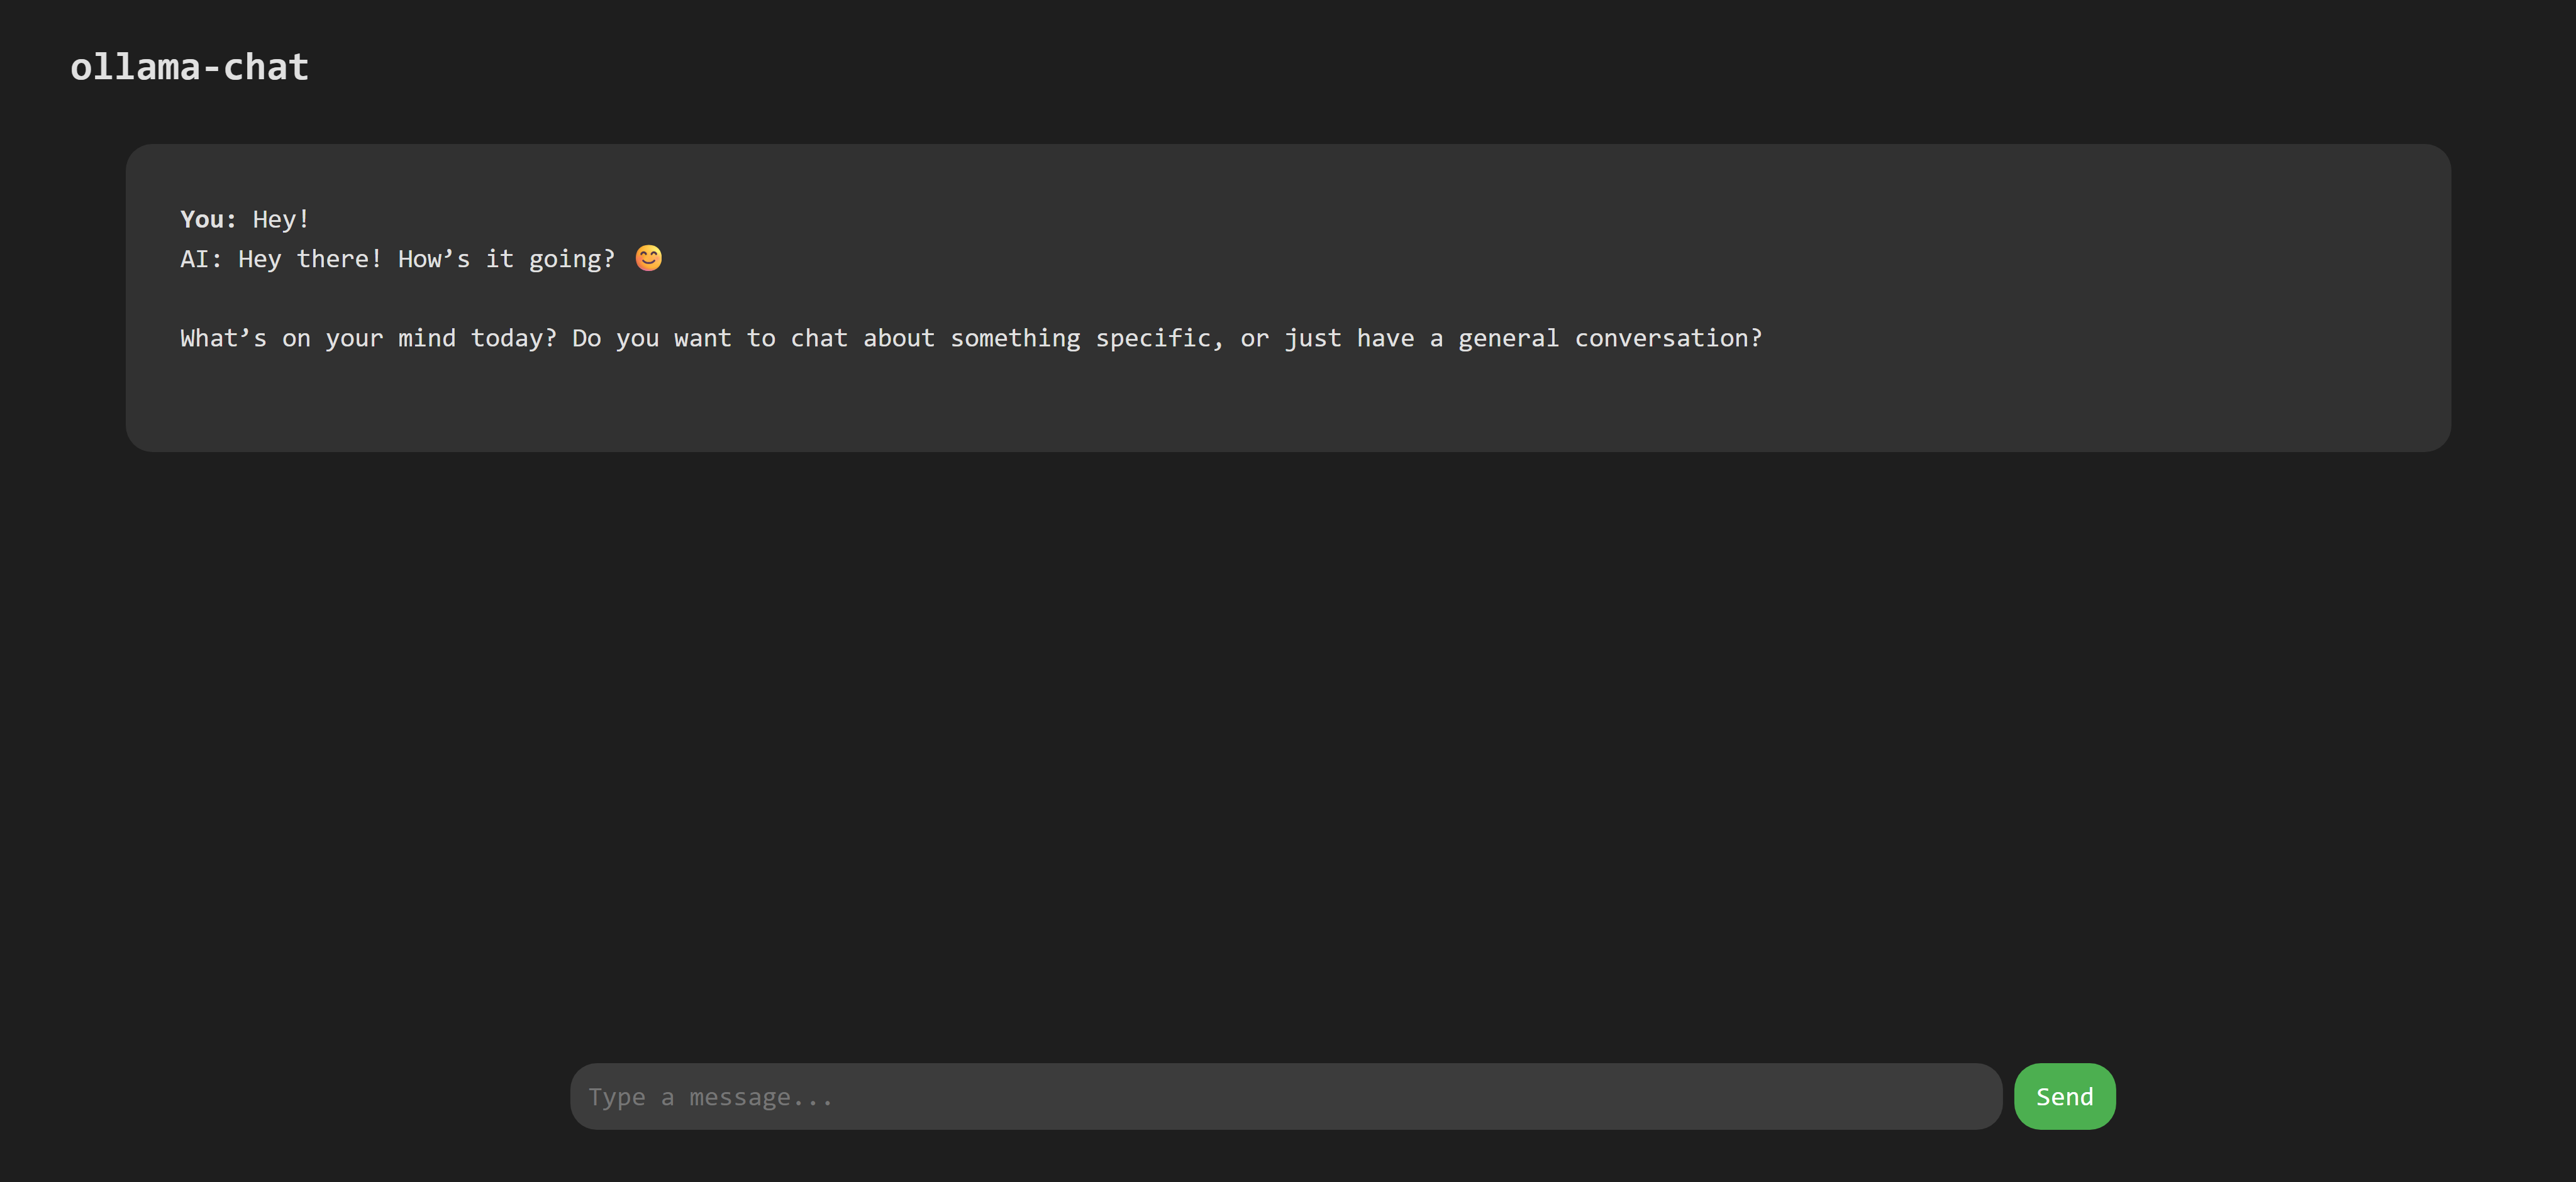 ollama-chat
You: Hey!
AI: Hey there! How’s it going? 😊
What’s on your mind today? Do you want to chat about something specific, or just have a general conversation?
Type a message...
Send